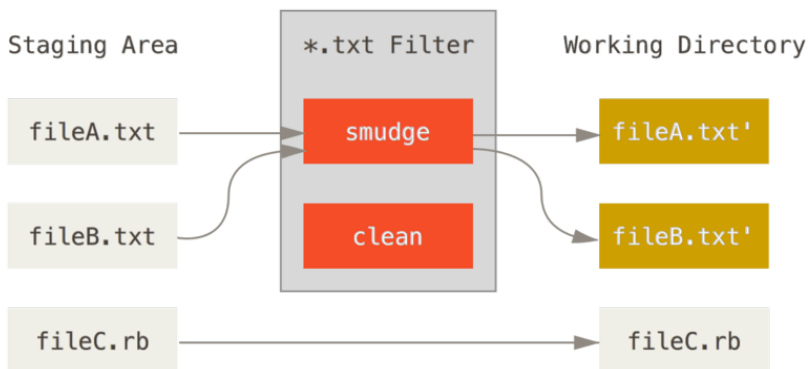 Staging Area *.txt Filter Working Directory
fileA.txt smudge fileA.txt'
fileB.txt clean fileB.txt'
fileC.rb fileC.rb